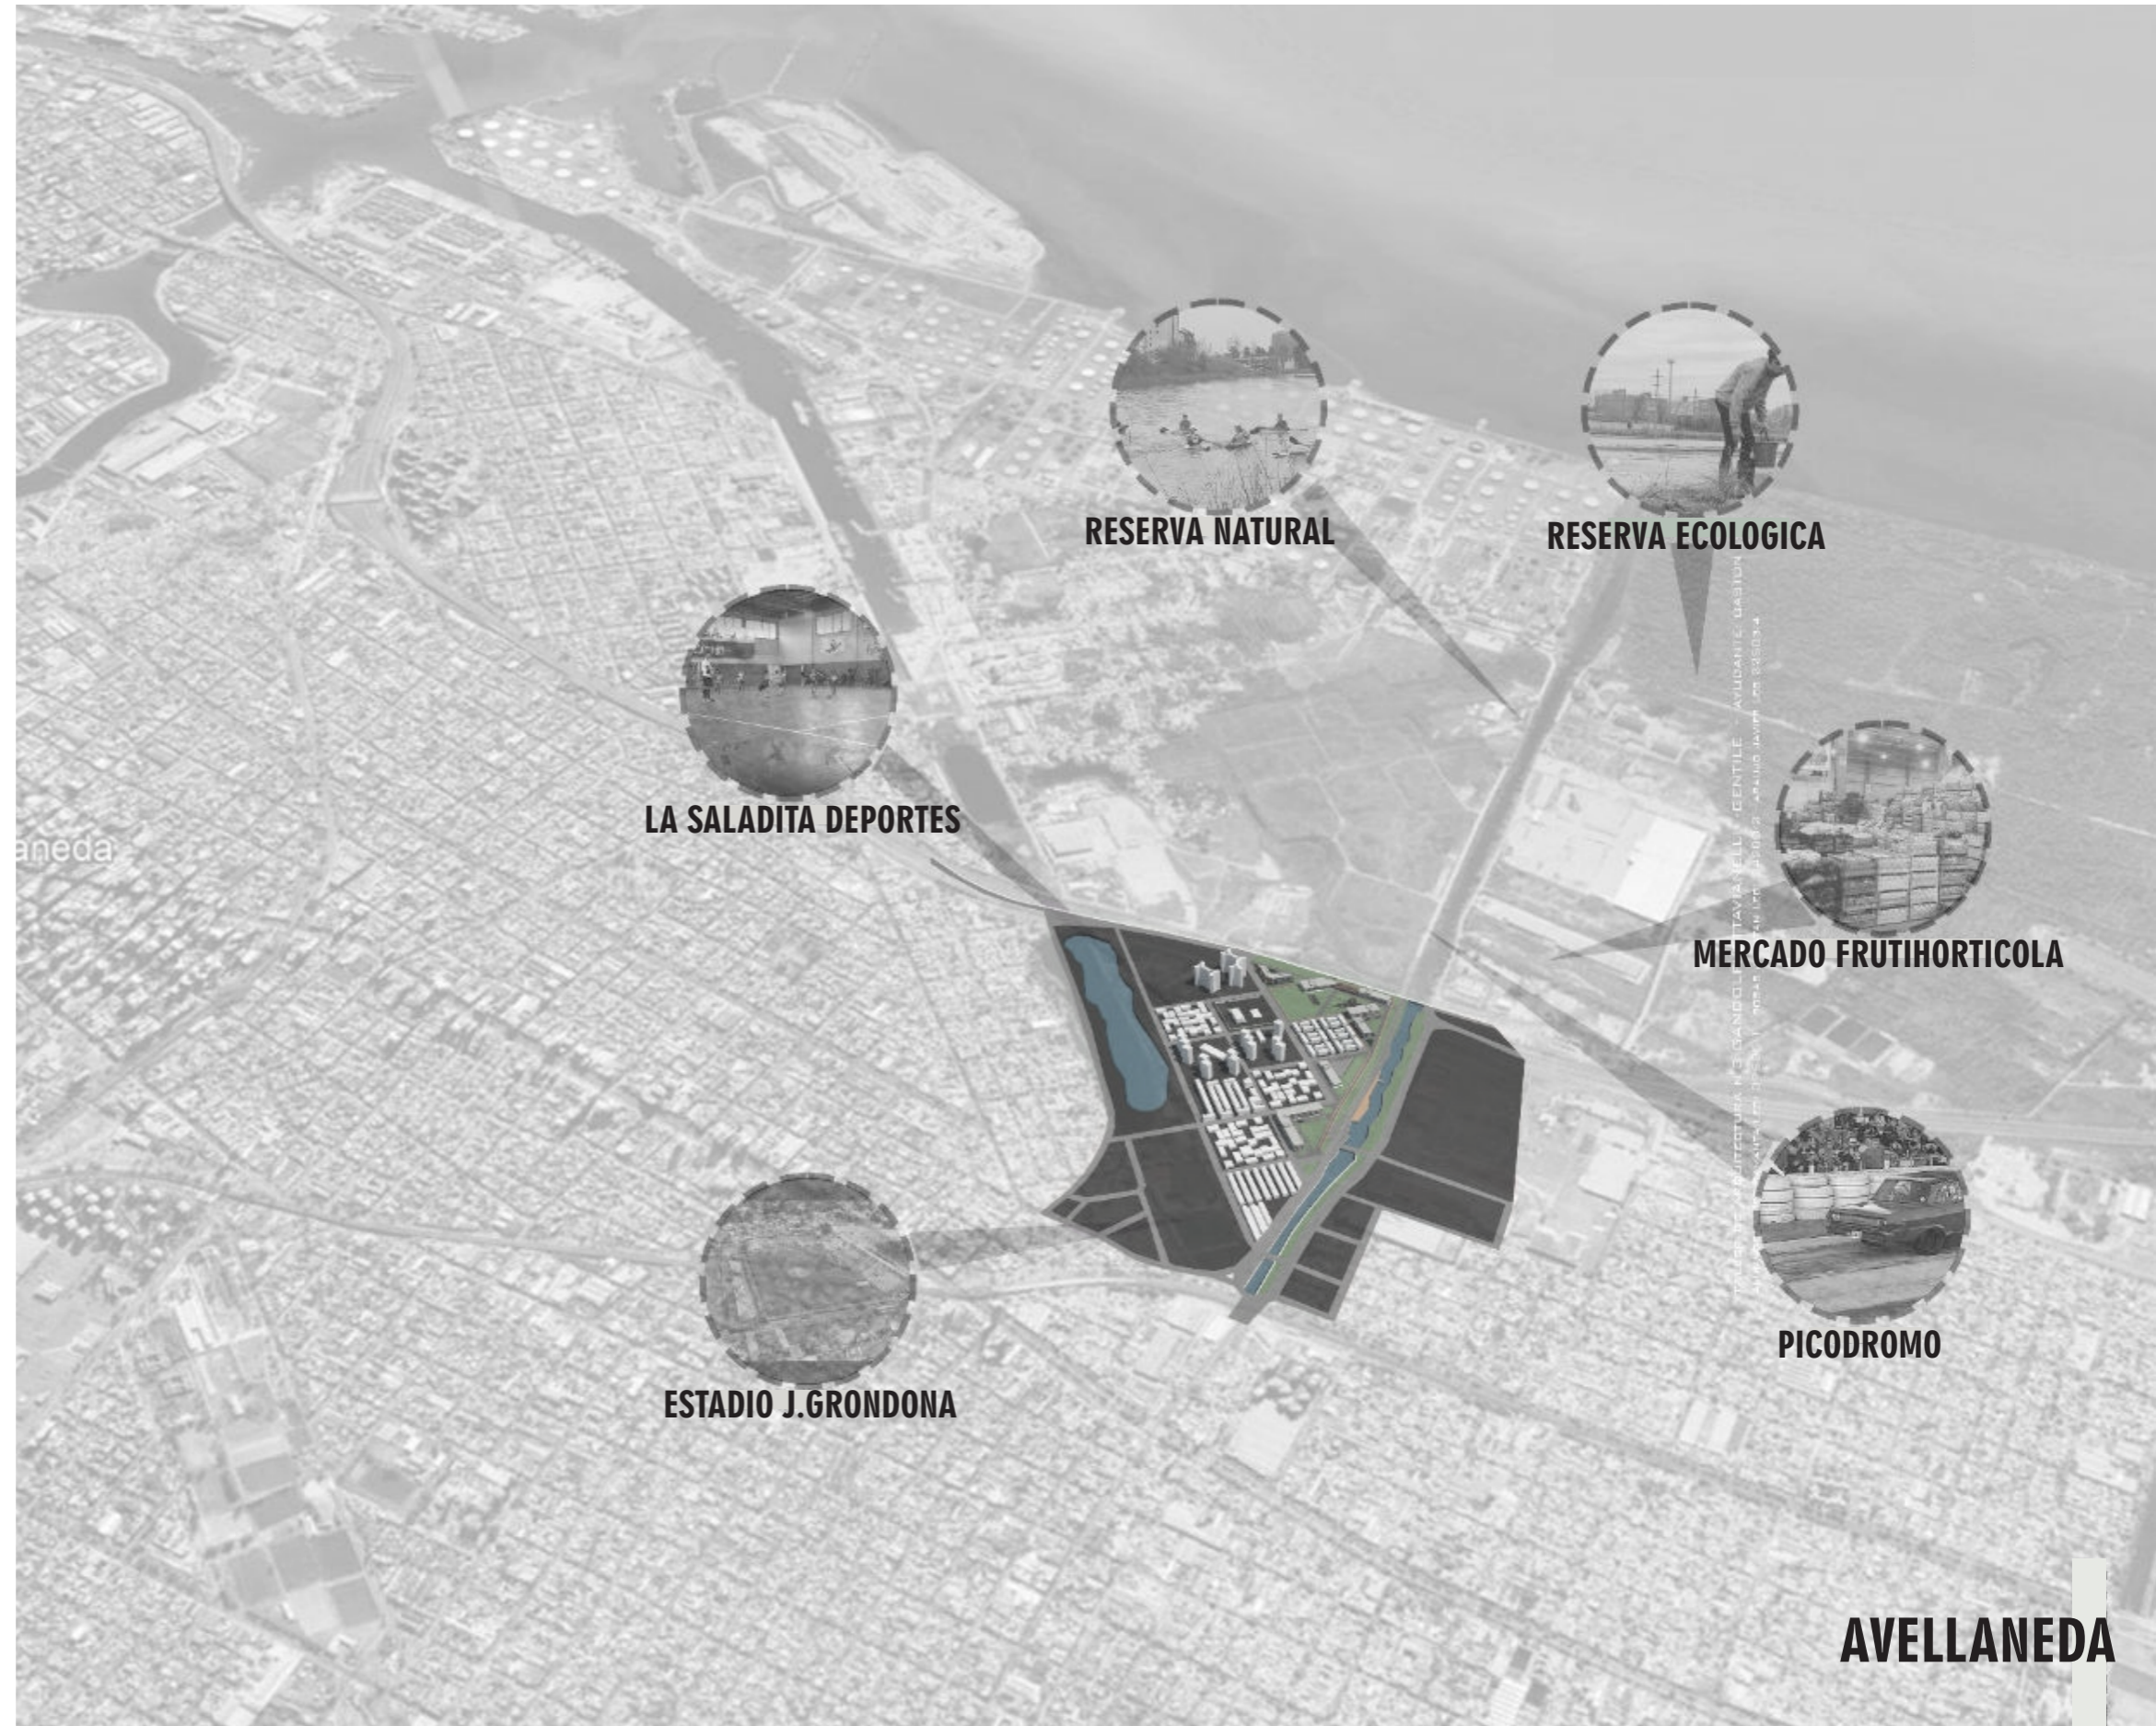 RESERVA NATURAL
RESERVA ECOLOGICA
LA SALADITA DEPORTES
aneda
MERCADO FRUTIHORTICOLA
PICODROMO
ESTADIO J.GRONDONA
AVELLANEDA